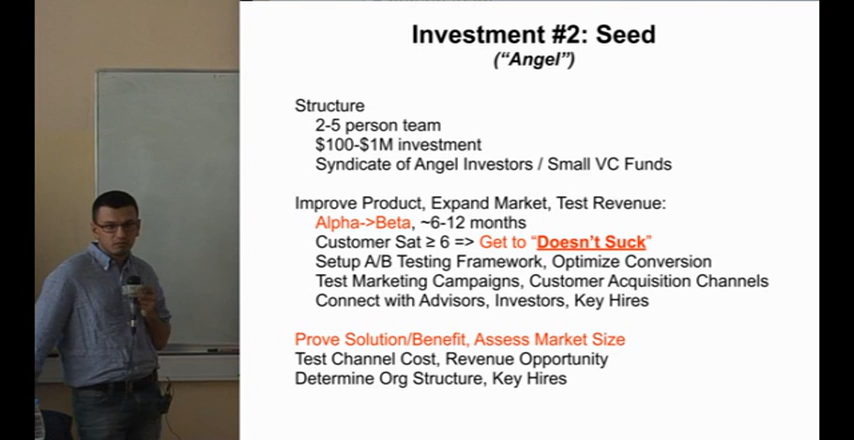 Investment #2: Seed
(“Angel”)
Structure
2-5 person team
$100-$1M investment
Syndicate of Angel Investors / Small VC Funds
Improve Product, Expand Market, Test Revenue:
Alpha->Beta, ~6-12 months
Customer Sat ≥ 6 => Get to “Doesn’t Suck”
Setup A/B Testing Framework, Optimize Conversion
Test Marketing Campaigns, Customer Acquisition Channels
Connect with Advisors, Investors, Key Hires
Prove Solution/Benefit, Assess Market Size
Test Channel Cost, Revenue Opportunity
Determine Org Structure, Key Hires